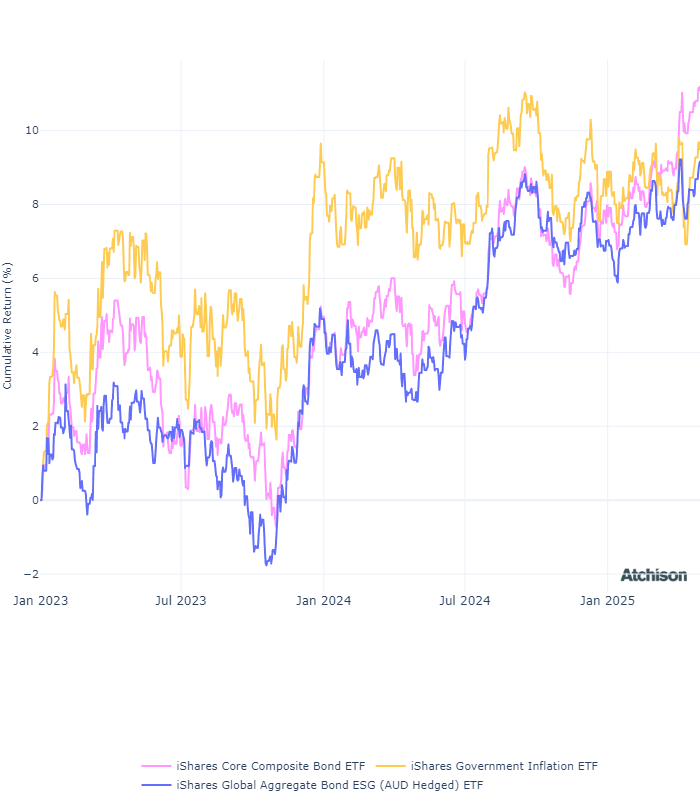 Cumulative Return (%)
10
8
6
4
2
0
−2
Atchison
Jan 2023 Jul 2023 Jan 2024 Jul 2024 Jan 2025
iShares Core Composite Bond ETF iShares Government Inflation ETF
iShares Global Aggregate Bond ESG (AUD Hedged) ETF